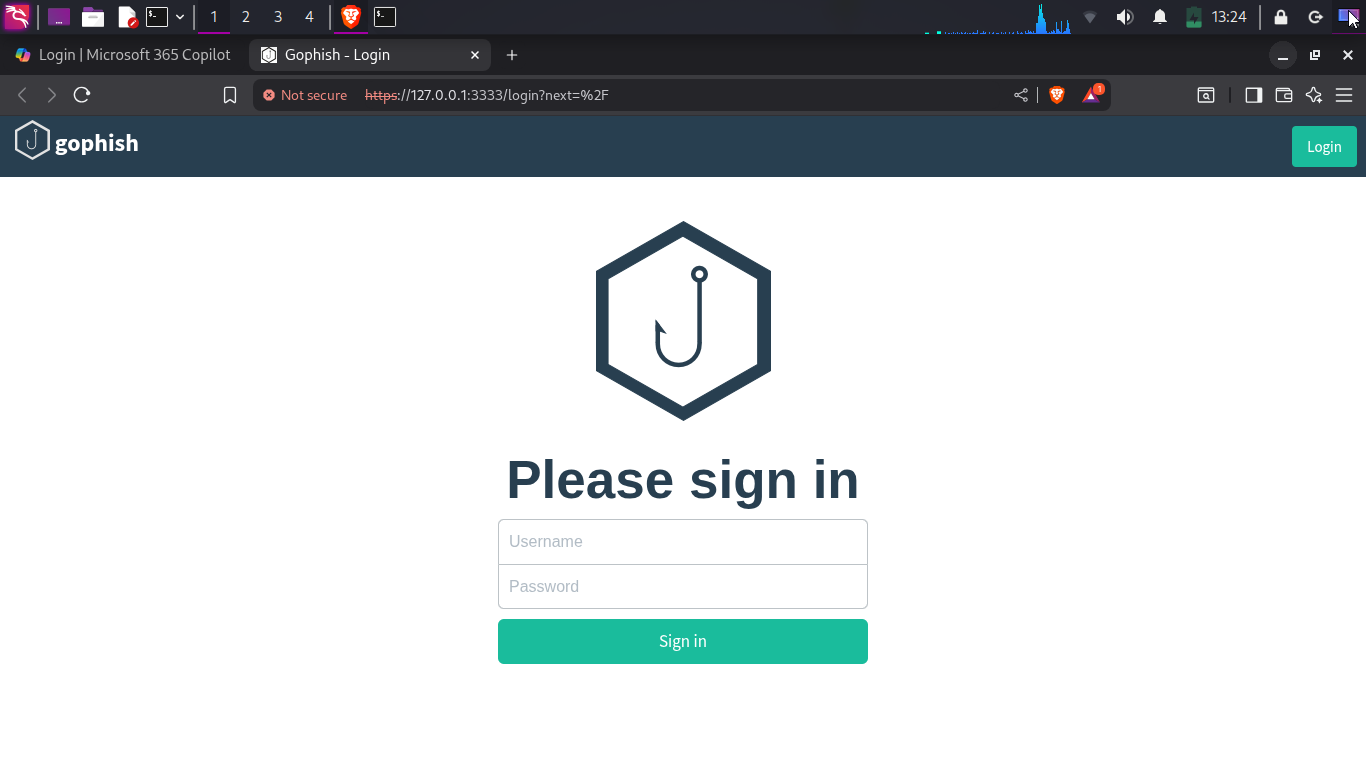 1 2 3 4 13:24
Login | Microsoft 365 Copilot Gophish - Login
Not secure https://127.0.0.1:3333/login?next=%2F 1
gophish Login
Please sign in
Username
Password
Sign in